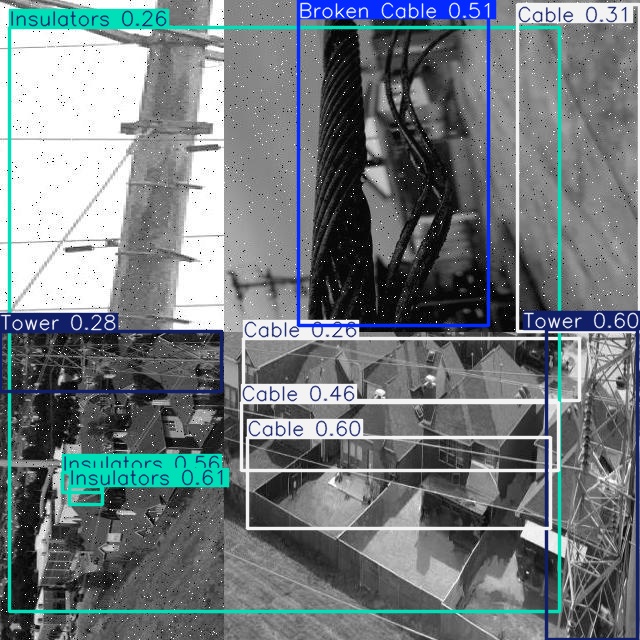 Insulators 0.26
Broken Cable 0.51
Cable 0.31
Tower 0.28
Cable 0.26
Tower 0.60
Cable 0.46
Cable 0.60
Insulators 0.56
Insulators 0.61